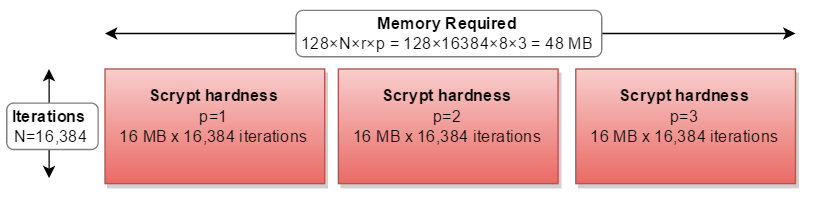 Memory Required
128×N×r×p = 128×16384×8×3 = 48 MB
Iterations
N=16,384
Scrypt hardness
p=1
16 MB x 16,384 iterations
Scrypt hardness
p=2
16 MB x 16,384 iterations
Scrypt hardness
p=3
16 MB x 16,384 iterations